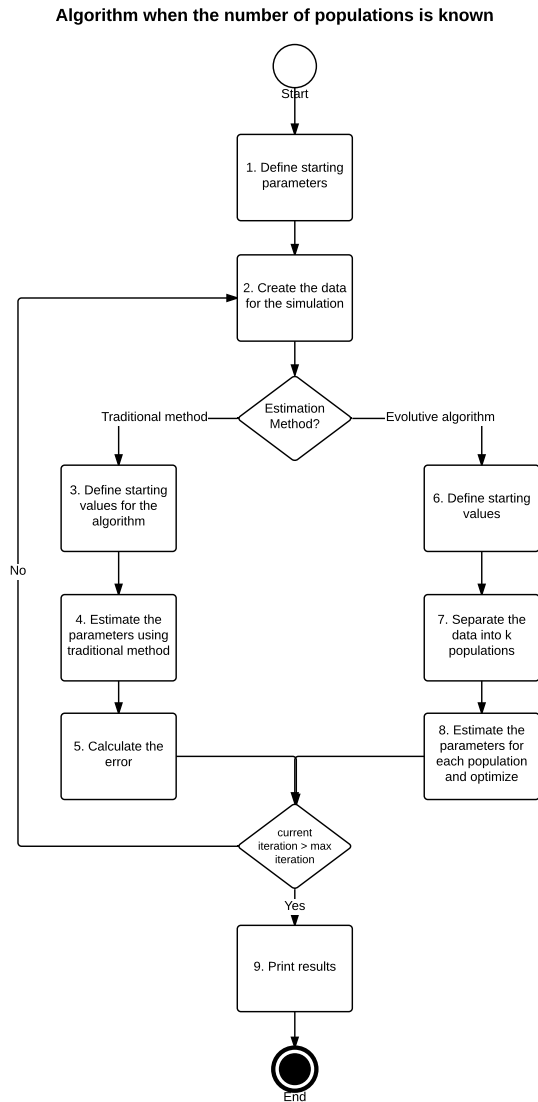 Algorithm when the number of populations is known
Start
1. Define starting
parameters
2. Create the data
for the simulation
Estimation
Method?
Traditional method
Evolutive algorithm
3. Define starting
values for the
algorithm
6. Define starting
values
No
4. Estimate the
parameters using
traditional method
7. Separate the
data into k
populations
5. Calculate the
error
8. Estimate the
parameters for
each population
and optimize
current
iteration > max
iteration
Yes
9. Print results
End